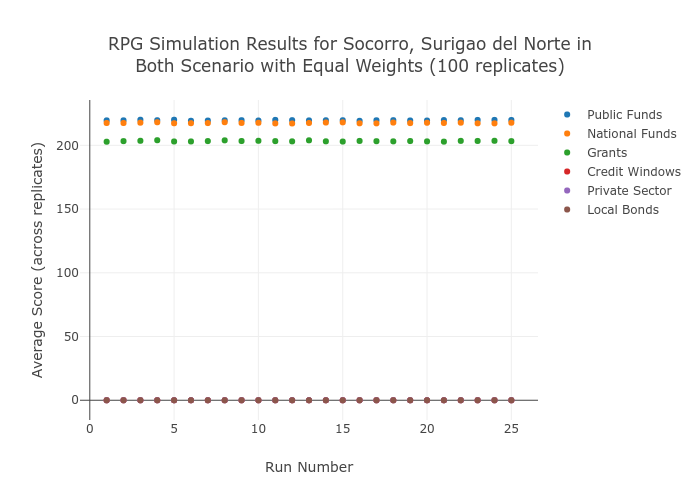 RPG Simulation Results for Socorro, Surigao del Norte in
Both Scenario with Equal Weights (100 replicates)
Average Score (across replicates)
200
150
100
50
0
0
5
10
15
20
25
Run Number
Public Funds
National Funds
Grants
Credit Windows
Private Sector
Local Bonds